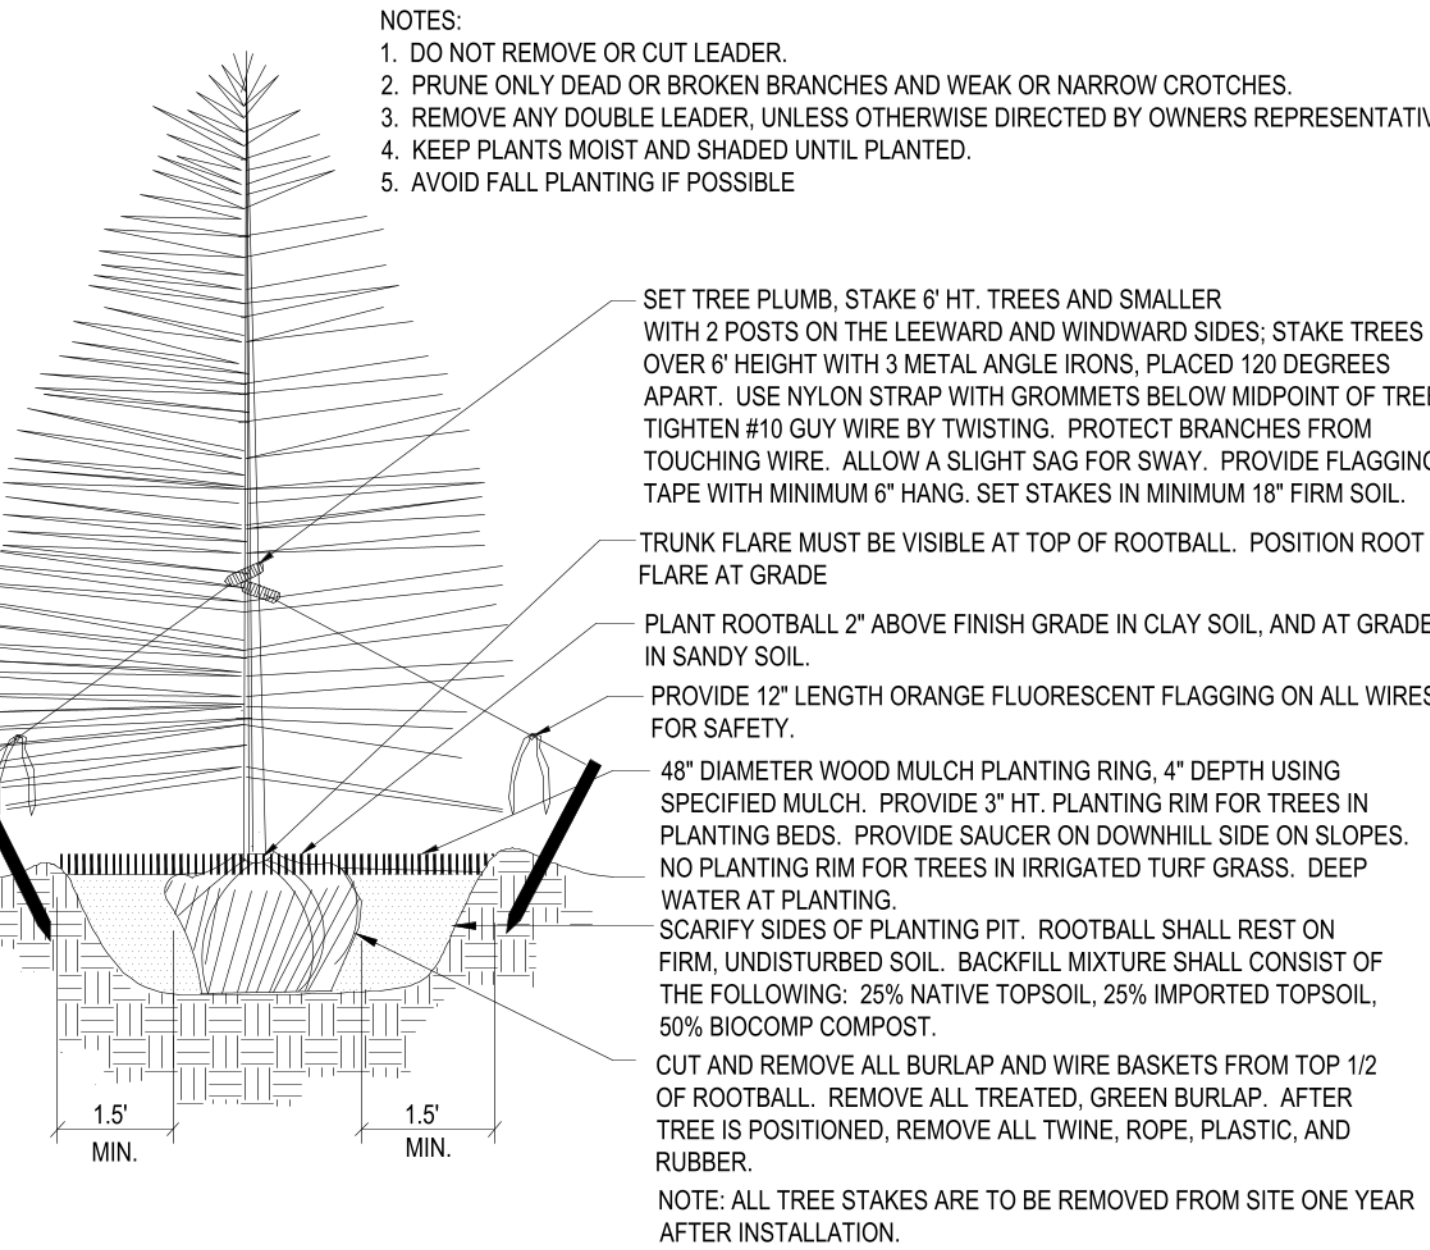 NOTES:
1. DO NOT REMOVE OR CUT LEADER.
2. PRUNE ONLY DEAD OR BROKEN BRANCHES AND WEAK OR NARROW CROTCHES.
3. REMOVE ANY DOUBLE LEADER, UNLESS OTHERWISE DIRECTED BY OWNERS REPRESENTATIV
4. KEEP PLANTS MOIST AND SHADED UNTIL PLANTED.
5. AVOID FALL PLANTING IF POSSIBLE
SET TREE PLUMB, STAKE 6' HT. TREES AND SMALLER
WITH 2 POSTS ON THE LEEWARD AND WINDWARD SIDES; STAKE TREES
OVER 6' HEIGHT WITH 3 METAL ANGLE IRONS, PLACED 120 DEGREES
APART. USE NYLON STRAP WITH GROMMETS BELOW MIDPOINT OF TREE
TIGHTEN #10 GUY WIRE BY TWISTING. PROTECT BRANCHES FROM
TOUCHING WIRE. ALLOW A SLIGHT SAG FOR SWAY. PROVIDE FLAGGING
TAPE WITH MINIMUM 6" HANG. SET STAKES IN MINIMUM 18" FIRM SOIL.
TRUNK FLARE MUST BE VISIBLE AT TOP OF ROOTBALL. POSITION ROOT
FLARE AT GRADE
PLANT ROOTBALL 2" ABOVE FINISH GRADE IN CLAY SOIL, AND AT GRADE
IN SANDY SOIL.
PROVIDE 12" LENGTH ORANGE FLUORESCENT FLAGGING ON ALL WIRES
FOR SAFETY.
48" DIAMETER WOOD MULCH PLANTING RING, 4" DEPTH USING
SPECIFIED MULCH. PROVIDE 3" HT. PLANTING RIM FOR TREES IN
PLANTING BEDS. PROVIDE SAUCER ON DOWNHILL SIDE ON SLOPES.
NO PLANTING RIM FOR TREES IN IRRIGATED TURF GRASS. DEEP
WATER AT PLANTING.
SCARIFY SIDES OF PLANTING PIT. ROOTBALL SHALL REST ON
FIRM, UNDISTURBED SOIL. BACKFILL MIXTURE SHALL CONSIST OF
THE FOLLOWING: 25% NATIVE TOPSOIL, 25% IMPORTED TOPSOIL,
50% BIOCOMP COMPOST.
CUT AND REMOVE ALL BURLAP AND WIRE BASKETS FROM TOP 1/2
OF ROOTBALL. REMOVE ALL TREATED, GREEN BURLAP. AFTER
TREE IS POSITIONED, REMOVE ALL TWINE, ROPE, PLASTIC, AND
RUBBER.
NOTE: ALL TREE STAKES ARE TO BE REMOVED FROM SITE ONE YEAR
AFTER INSTALLATION.
1.5'
MIN.
1.5'
MIN.